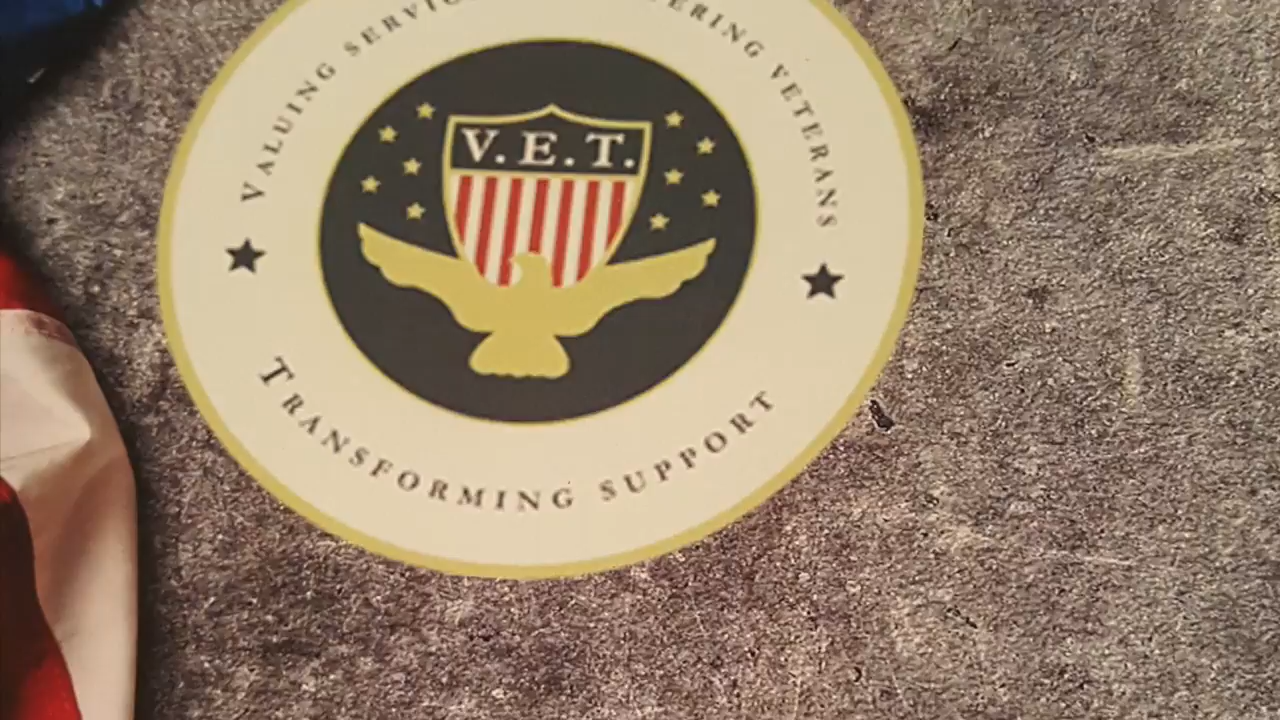 VALUING SERVIC
ERING VETERANS
V.E.T.
TRANSFORMING SUPPORT